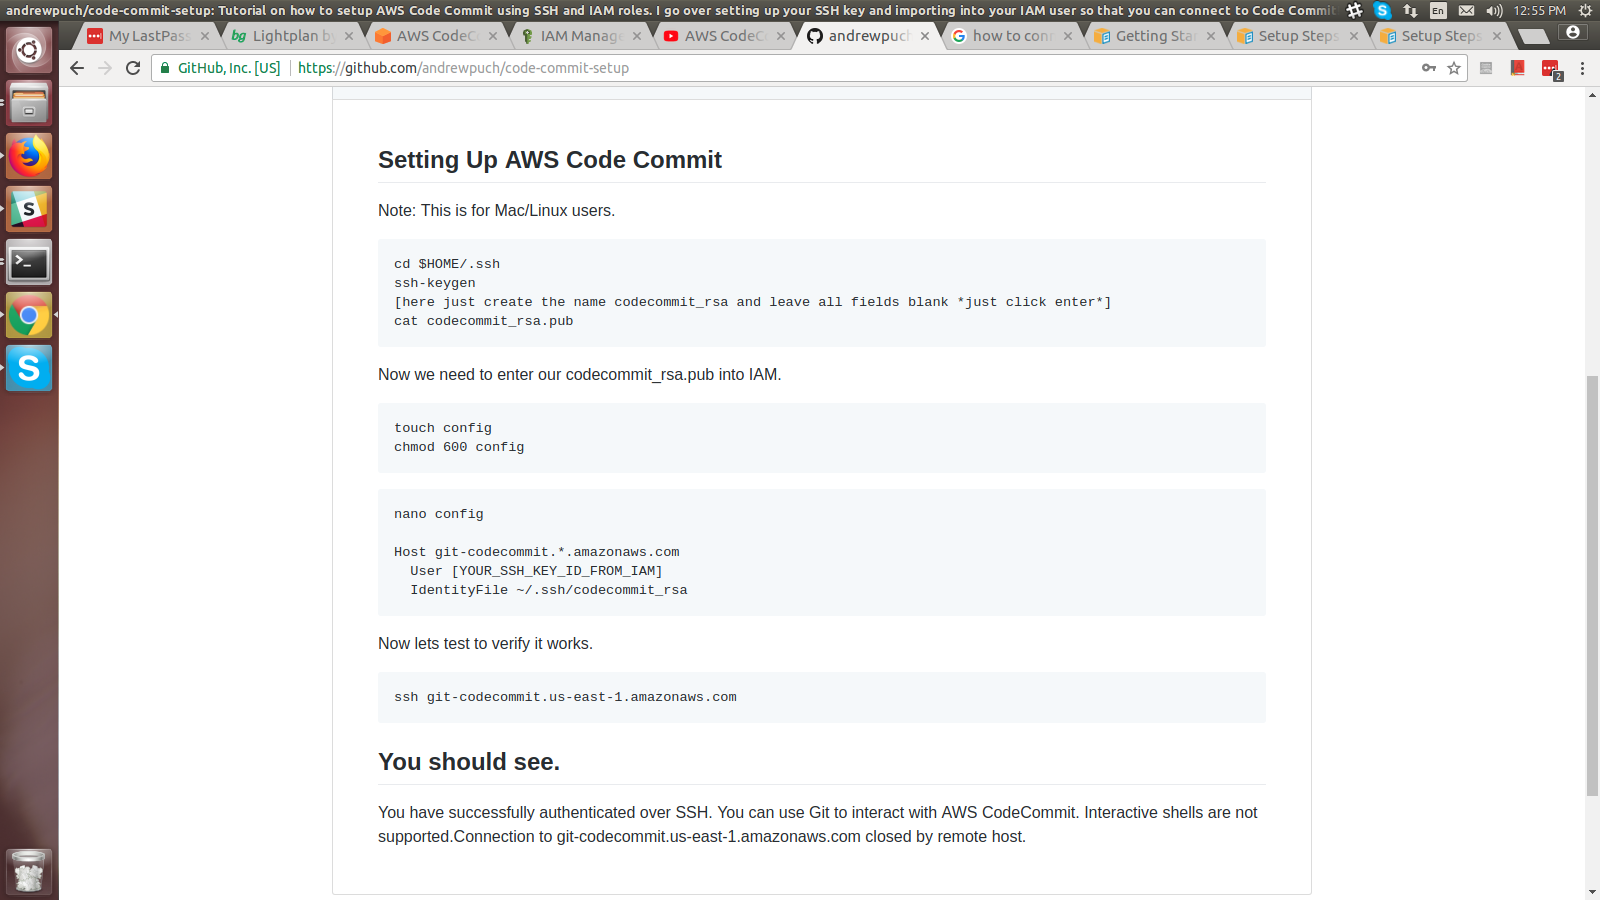 andrewpuch/code-commit-setup: Tutorial on how to setup AWS Code Commit using SSH and IAM roles. I go over setting up your SSH key and importing into your IAM user so that you can connect to Code Commit
En
12:55 PM
My LastPass
Lightplan by
AWS CodeCo
IAM Manage
AWS CodeCo
andrewpuch
how to conn
Getting Star
Setup Steps
Setup Steps
GitHub, Inc. [US]
https://github.com/andrewpuch/code-commit-setup
2
Setting Up AWS Code Commit
Note: This is for Mac/Linux users.
cd $HOME/.ssh
ssh-keygen
[here just create the name codecommit_rsa and leave all fields blank *just click enter*]
cat codecommit_rsa.pub
Now we need to enter our codecommit_rsa.pub into IAM.
touch config
chmod 600 config
nano config
Host git-codecommit.*.amazonaws.com
User [YOUR_SSH_KEY_ID_FROM_IAM]
IdentityFile ~/.ssh/codecommit_rsa
Now lets test to verify it works.
ssh git-codecommit.us-east-1.amazonaws.com
You should see.
You have successfully authenticated over SSH. You can use Git to interact with AWS CodeCommit. Interactive shells are not
supported.Connection to git-codecommit.us-east-1.amazonaws.com closed by remote host.